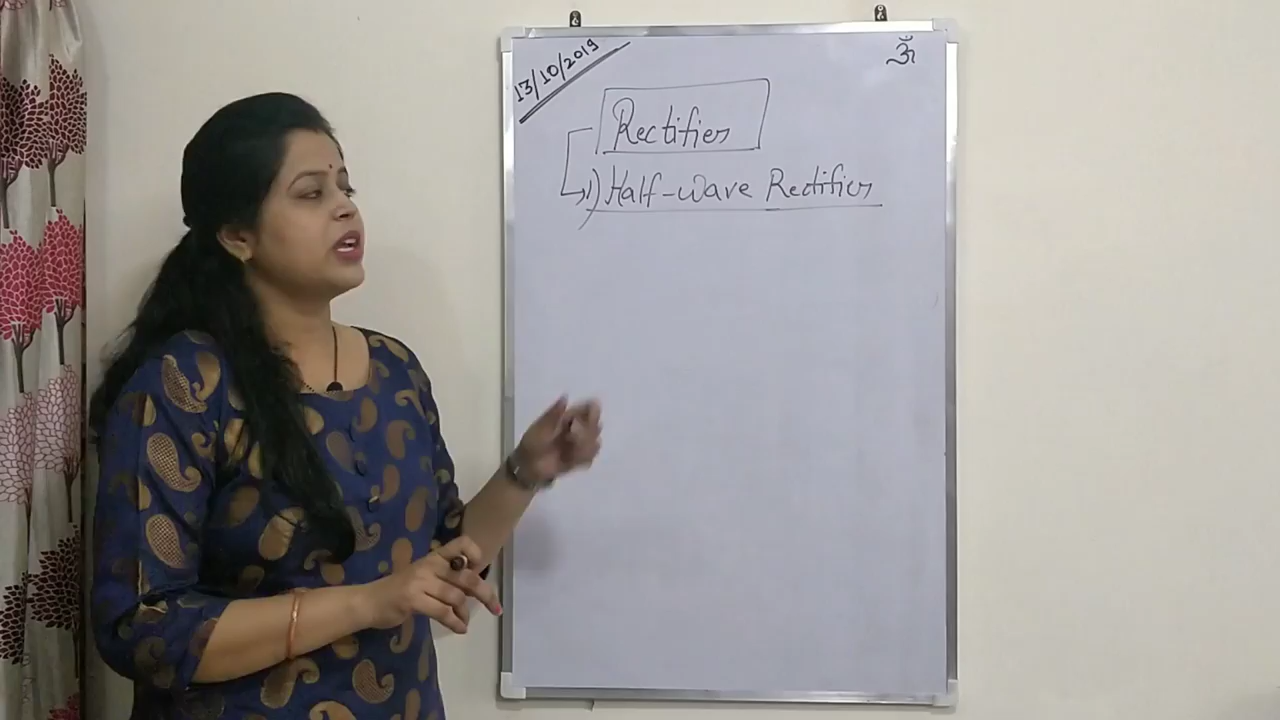 13/10/2019
ॐ
Rectifier
1) Half-wave Rectifier